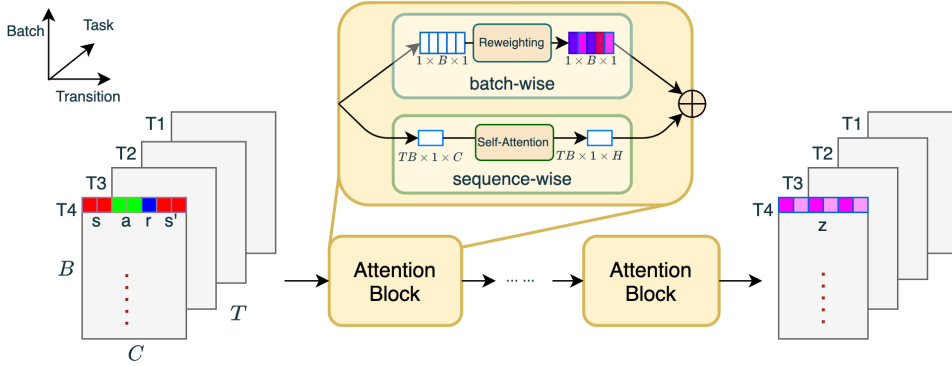 Batch
Task
Transition
Reweighting
1 × B × 1
1 × B × 1
batch-wise
Self-Attention
TB × 1 × C
TB × 1 × H
sequence-wise
T1
T2
T3
T4
s a r s'
B
T
C
Attention
Block
... ...
Attention
Block
T1
T2
T3
T4
z